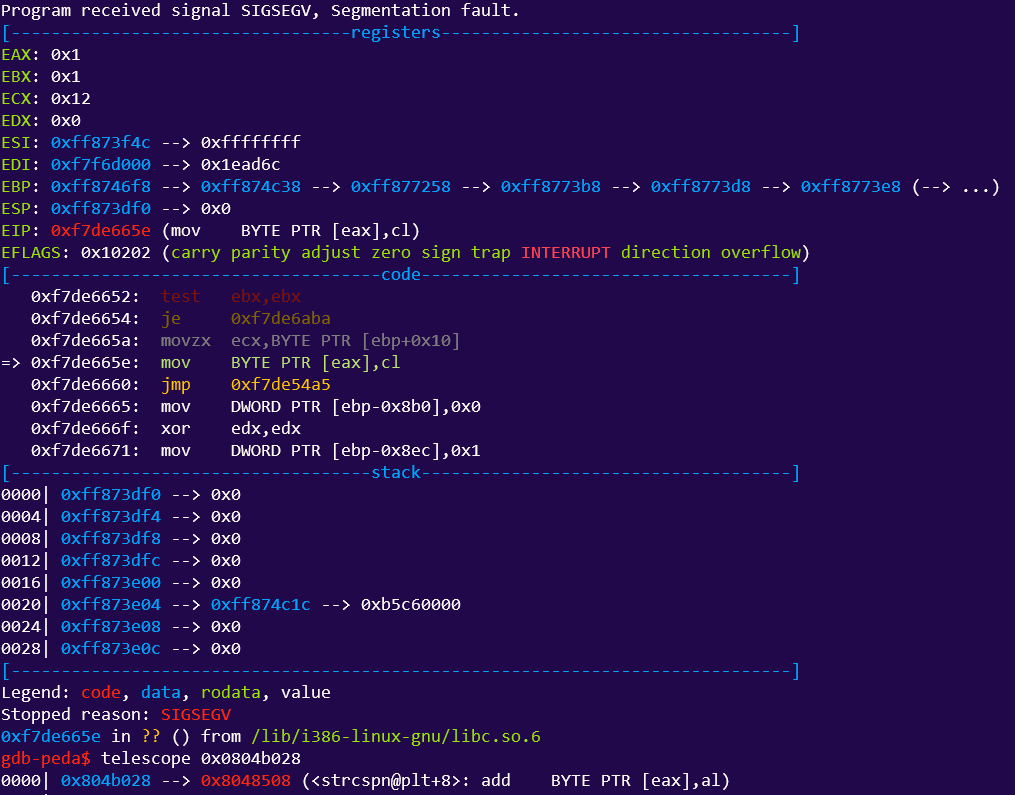 Program received signal SIGSEGV, Segmentation fault.
[----------------------------------registers-----------------------------------]
EAX: 0x1
EBX: 0x1
ECX: 0x12
EDX: 0x0
ESI: 0xff873f4c --> 0xffffffff
EDI: 0xf7f6d000 --> 0x1ead6c
EBP: 0xff8746f8 --> 0xff874c38 --> 0xff877258 --> 0xff8773b8 --> 0xff8773d8 --> 0xff8773e8 (--> ...)
ESP: 0xff873df0 --> 0x0
EIP: 0xf7de665e (mov    BYTE PTR [eax],cl)
EFLAGS: 0x10202 (carry parity adjust zero sign trap INTERRUPT direction overflow)
[-------------------------------------code-------------------------------------]
   0xf7de6652:  test   ebx,ebx
   0xf7de6654:  je     0xf7de6aba
   0xf7de665a:  movzx  ecx,BYTE PTR [ebp+0x10]
=> 0xf7de665e:  mov    BYTE PTR [eax],cl
   0xf7de6660:  jmp    0xf7de54a5
   0xf7de6665:  mov    DWORD PTR [ebp-0x8b0],0x0
   0xf7de666f:  xor    edx,edx
   0xf7de6671:  mov    DWORD PTR [ebp-0x8ec],0x1
[------------------------------------stack-------------------------------------]
0000| 0xff873df0 --> 0x0
0004| 0xff873df4 --> 0x0
0008| 0xff873df8 --> 0x0
0012| 0xff873dfc --> 0x0
0016| 0xff873e00 --> 0x0
0020| 0xff873e04 --> 0xff874c1c --> 0xb5c60000
0024| 0xff873e08 --> 0x0
0028| 0xff873e0c --> 0x0
[------------------------------------------------------------------------------]
Legend: code, data, rodata, value
Stopped reason: SIGSEGV
0xf7de665e in ?? () from /lib/i386-linux-gnu/libc.so.6
gdb-peda$ telescope 0x0804b028
0000| 0x804b028 --> 0x8048508 (<strcspn@plt+8>: add    BYTE PTR [eax],al)